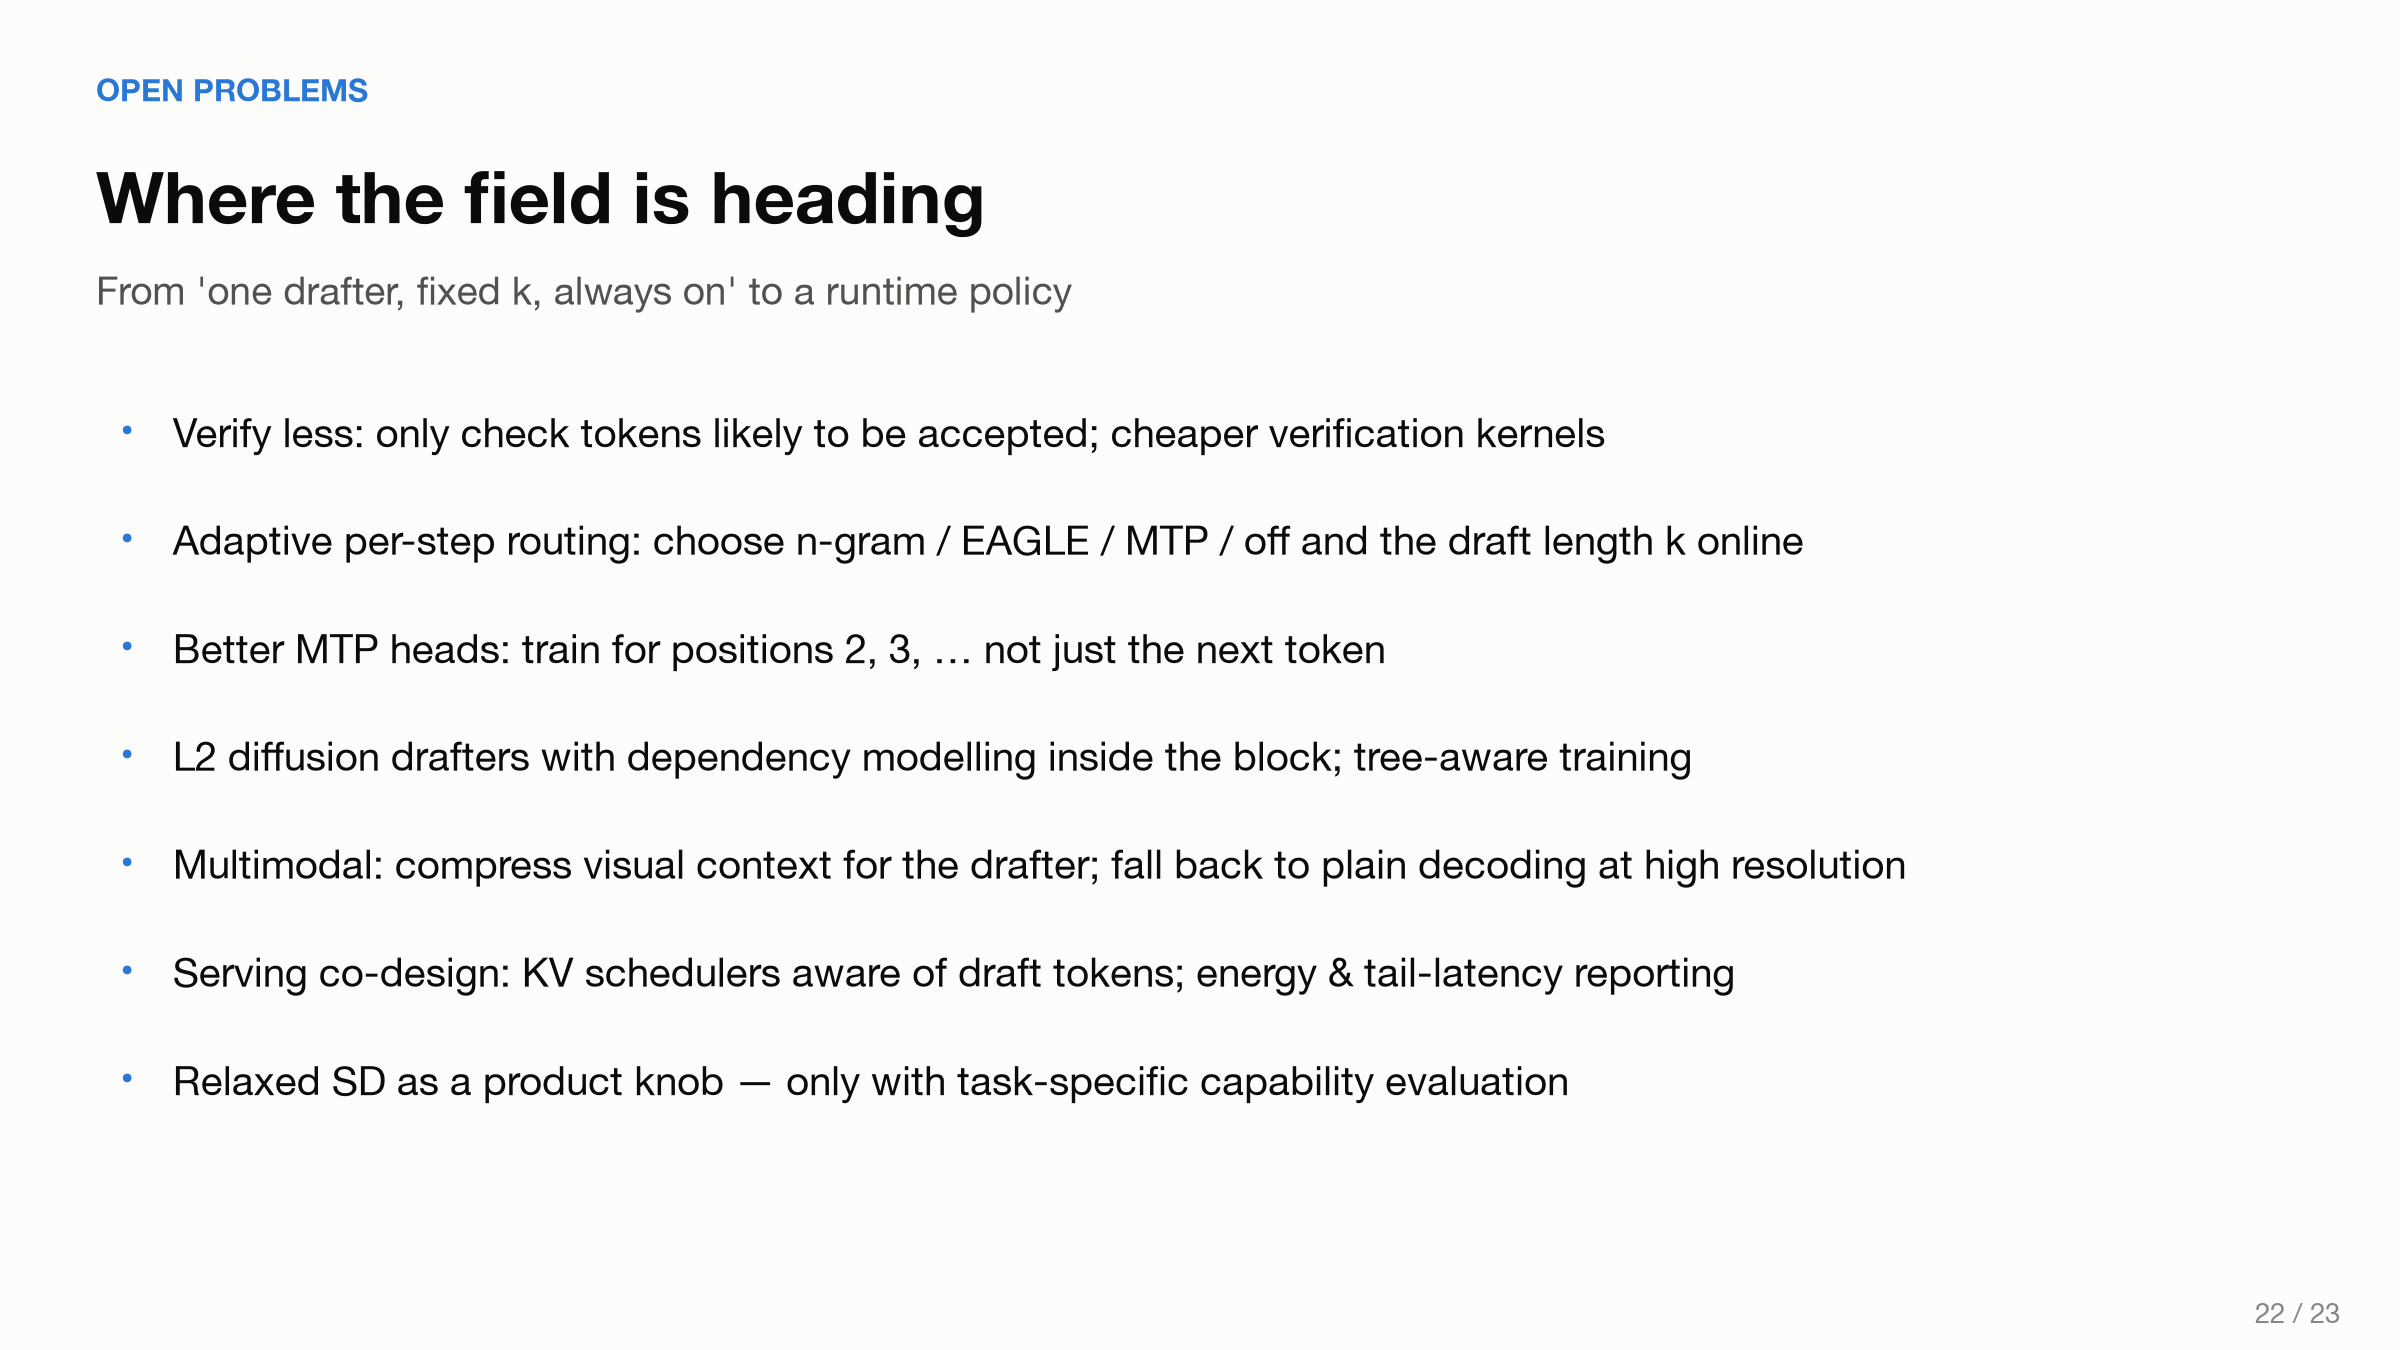 OPEN PROBLEMS
Where the field is heading
From 'one drafter, fixed k, always on' to a runtime policy
• Verify less: only check tokens likely to be accepted; cheaper verification kernels
• Adaptive per-step routing: choose n-gram / EAGLE / MTP / off and the draft length k online
• Better MTP heads: train for positions 2, 3, … not just the next token
• L2 diffusion drafters with dependency modelling inside the block; tree-aware training
• Multimodal: compress visual context for the drafter; fall back to plain decoding at high resolution
• Serving co-design: KV schedulers aware of draft tokens; energy & tail-latency reporting
• Relaxed SD as a product knob — only with task-specific capability evaluation
22 / 23